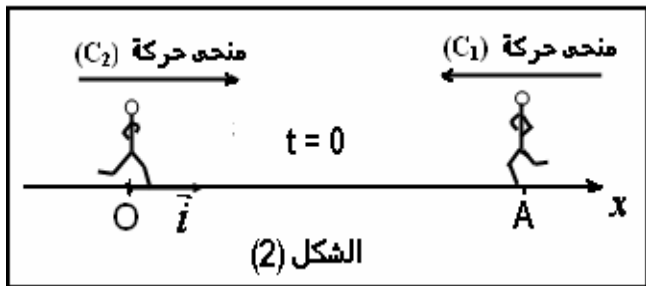 منحى حركة (C₁)
منحى حركة (C₂)
t = 0
O
i
A
x
الشكل (2)